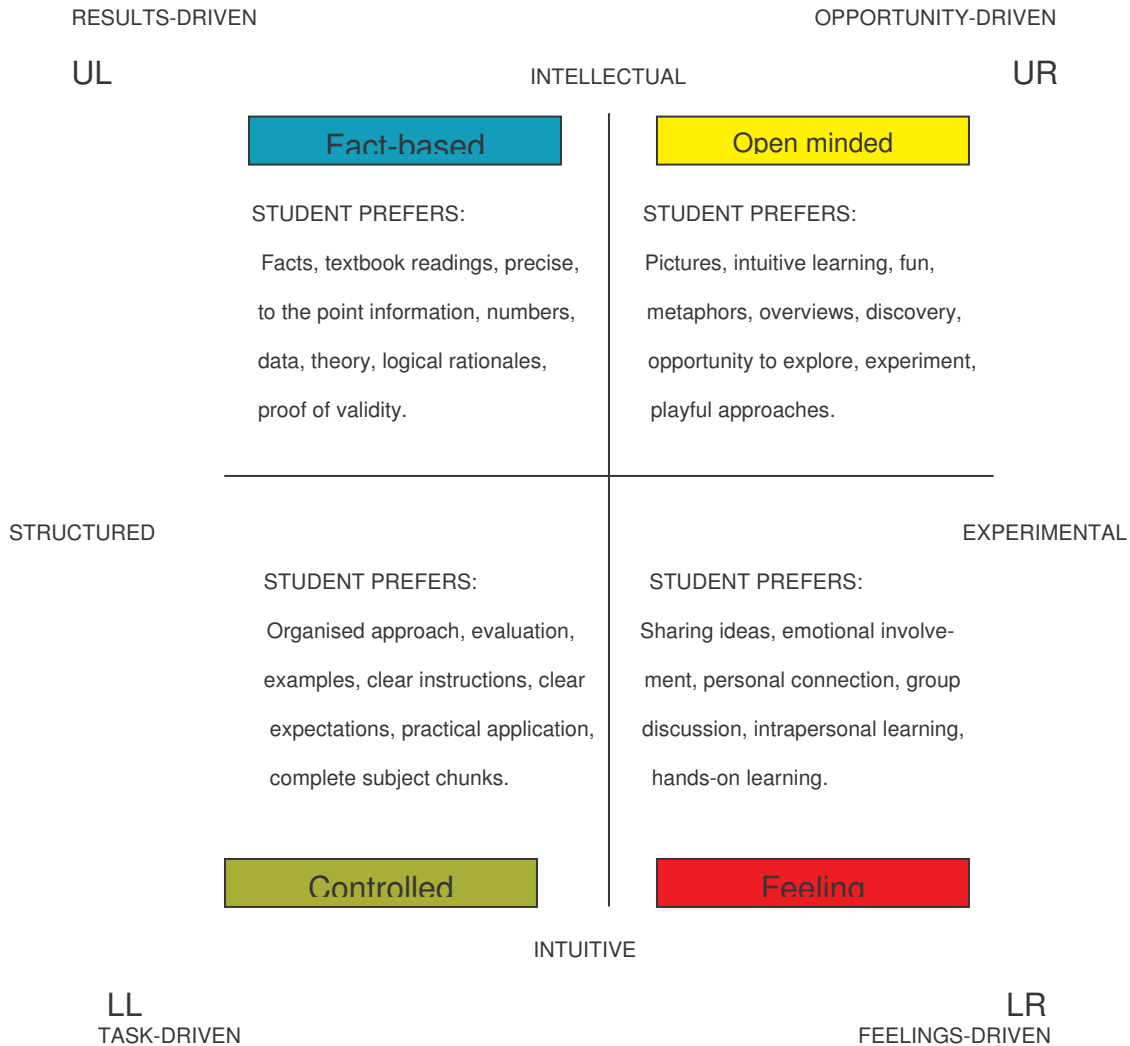 RESULTS-DRIVEN
OPPORTUNITY-DRIVEN
UL
INTELLECTUAL
UR
Fact-based
Open minded
STUDENT PREFERS:
Facts, textbook readings, precise,
to the point information, numbers,
data, theory, logical rationales,
proof of validity.
STUDENT PREFERS:
Pictures, intuitive learning, fun,
metaphors, overviews, discovery,
opportunity to explore, experiment,
playful approaches.
STRUCTURED
EXPERIMENTAL
STUDENT PREFERS:
Organised approach, evaluation,
examples, clear instructions, clear
expectations, practical application,
complete subject chunks.
STUDENT PREFERS:
Sharing ideas, emotional involve-
ment, personal connection, group
discussion, intrapersonal learning,
hands-on learning.
Controlled
Feeling
INTUITIVE
LL
TASK-DRIVEN
LR
FEELINGS-DRIVEN